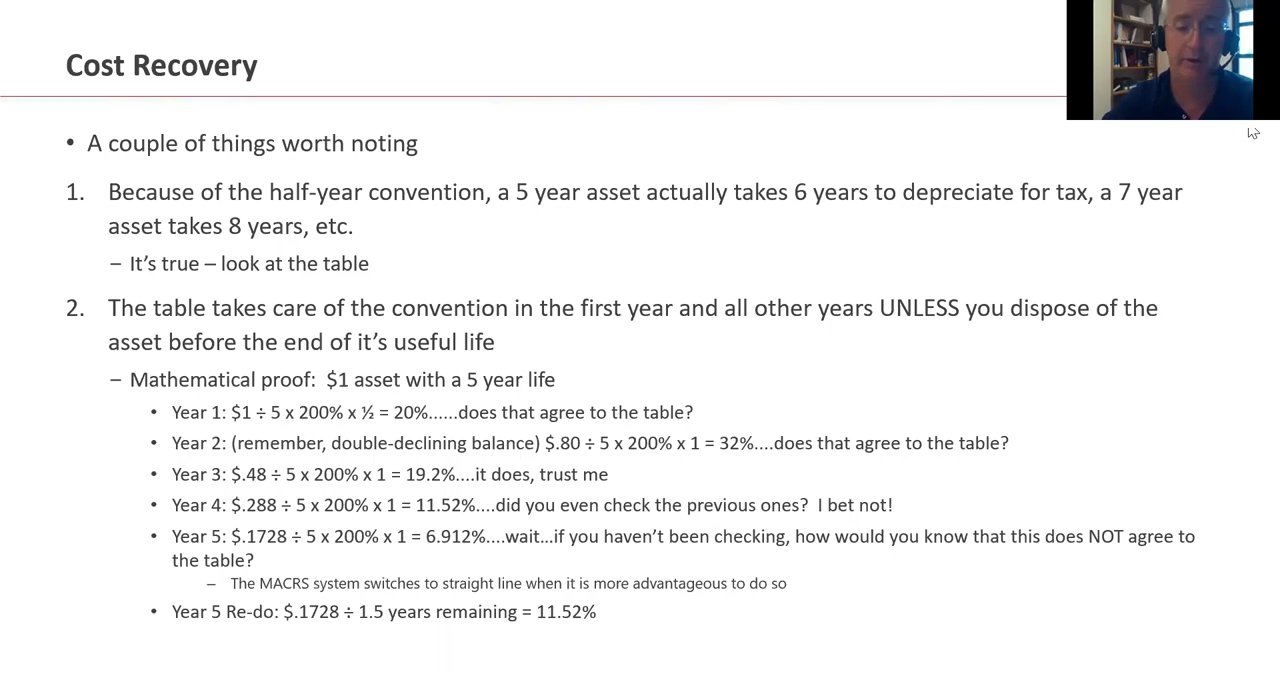 Cost Recovery
• A couple of things worth noting
1. Because of the half-year convention, a 5 year asset actually takes 6 years to depreciate for tax, a 7 year
asset takes 8 years, etc.
– It’s true – look at the table
2. The table takes care of the convention in the first year and all other years UNLESS you dispose of the
asset before the end of it’s useful life
– Mathematical proof: $1 asset with a 5 year life
• Year 1: $1 ÷ 5 x 200% x ½ = 20%......does that agree to the table?
• Year 2: (remember, double-declining balance) $.80 ÷ 5 x 200% x 1 = 32%....does that agree to the table?
• Year 3: $.48 ÷ 5 x 200% x 1 = 19.2%....it does, trust me
• Year 4: $.288 ÷ 5 x 200% x 1 = 11.52%....did you even check the previous ones? I bet not!
• Year 5: $.1728 ÷ 5 x 200% x 1 = 6.912%....wait...if you haven’t been checking, how would you know that this does NOT agree to
the table?
– The MACRS system switches to straight line when it is more advantageous to do so
• Year 5 Re-do: $.1728 ÷ 1.5 years remaining = 11.52%